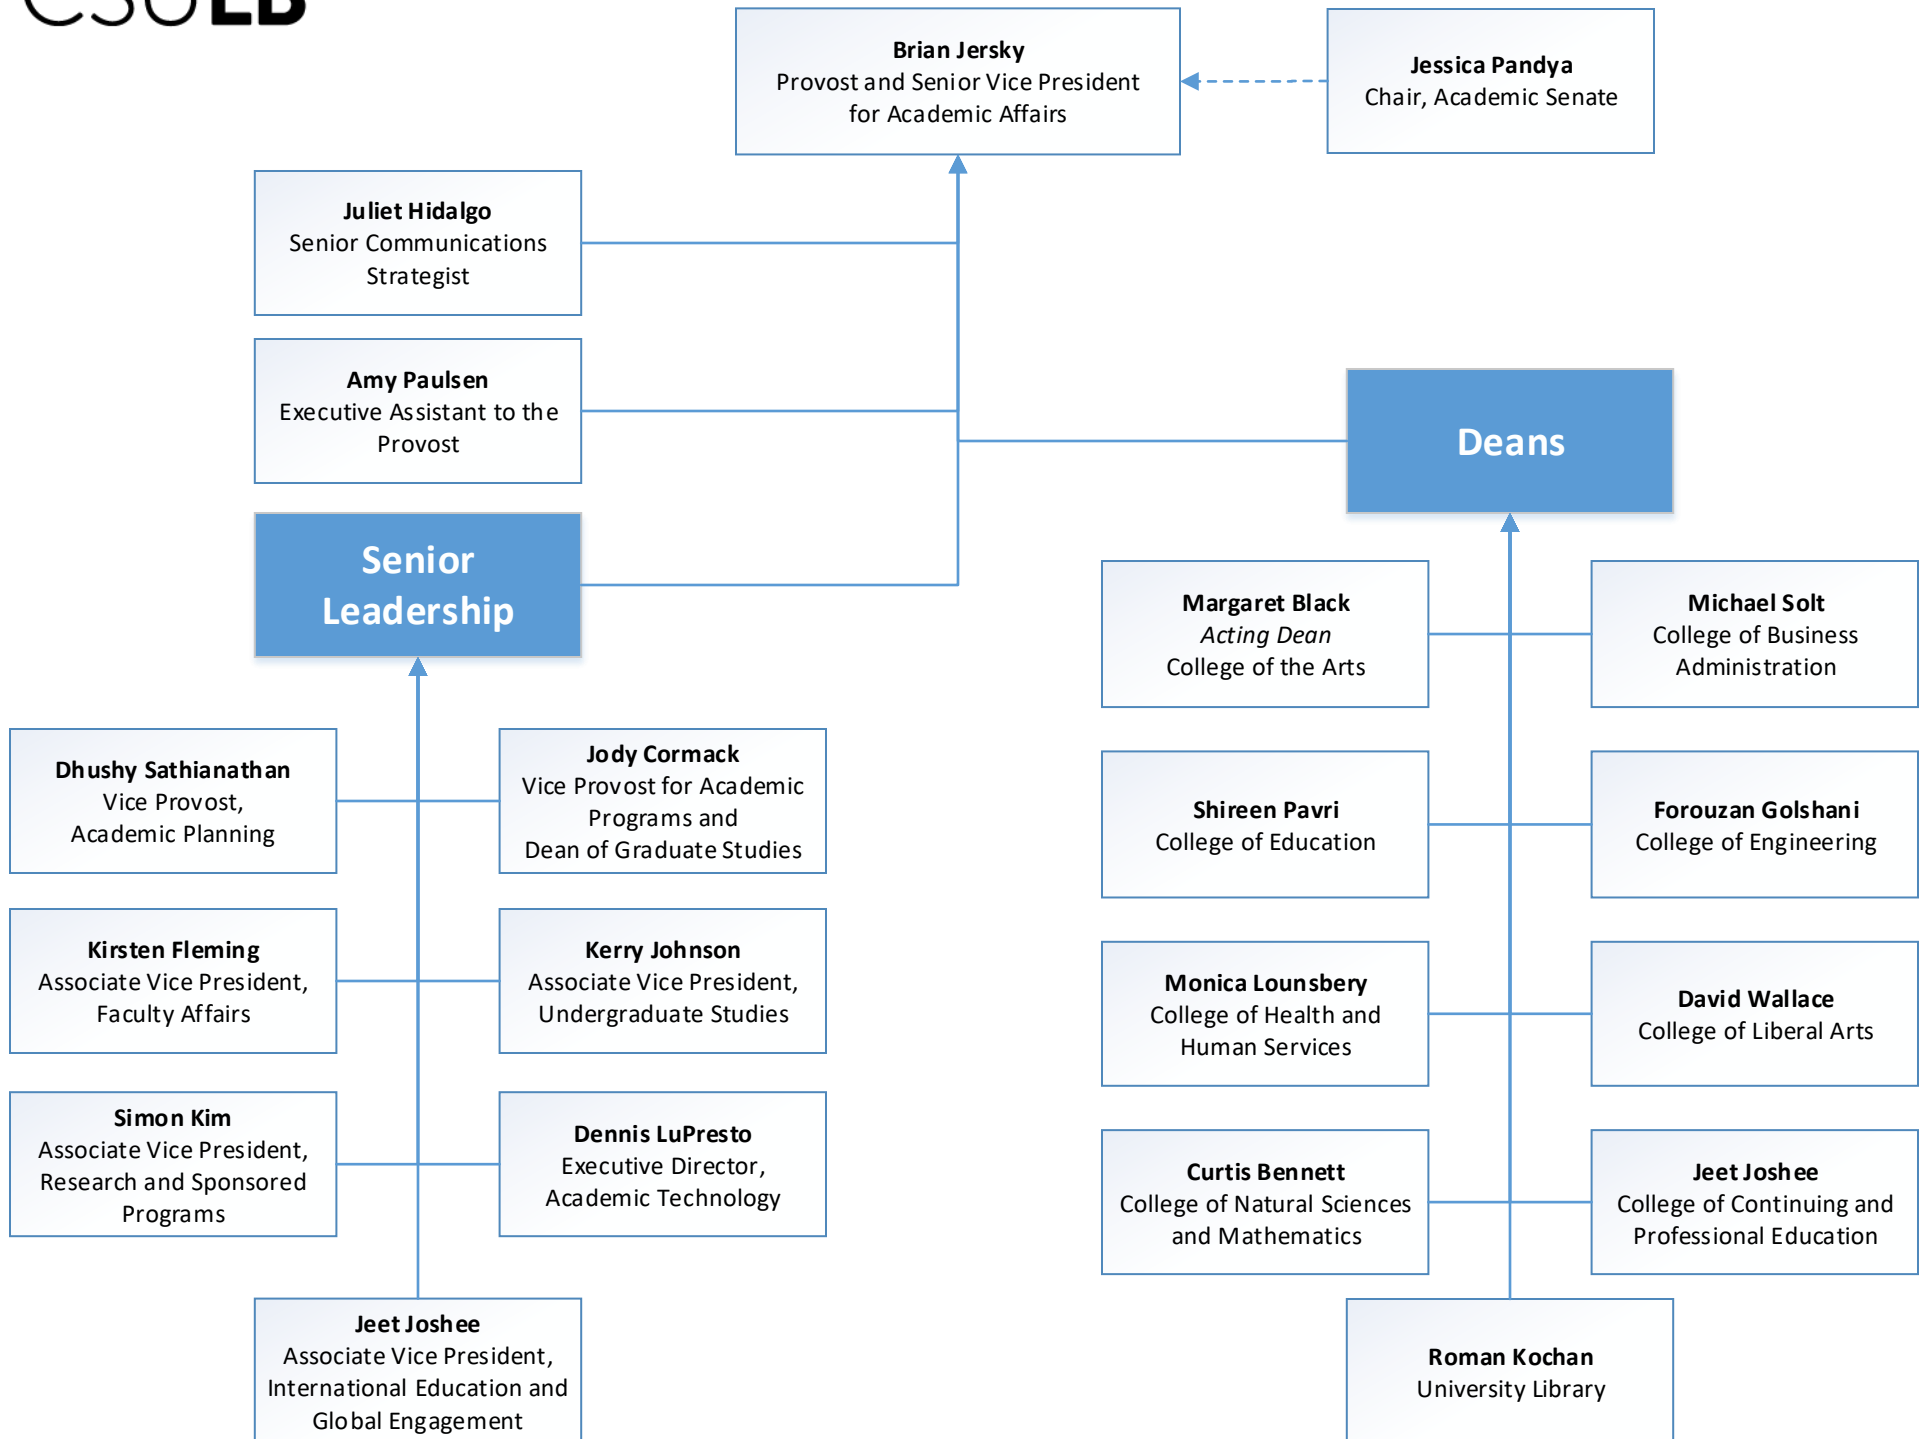 CSULB
Brian Jersky
Provost and Senior Vice President
for Academic Affairs
Jessica Pandya
Chair, Academic Senate
Juliet Hidalgo
Senior Communications
Strategist
Amy Paulsen
Executive Assistant to the
Provost
Senior
Leadership
Dhushy Sathianathan
Vice Provost,
Academic Planning
Jody Cormack
Vice Provost for Academic
Programs and
Dean of Graduate Studies
Kirsten Fleming
Associate Vice President,
Faculty Affairs
Kerry Johnson
Associate Vice President,
Undergraduate Studies
Simon Kim
Associate Vice President,
Research and Sponsored
Programs
Dennis LuPresto
Executive Director,
Academic Technology
Jeet Joshee
Associate Vice President,
International Education and
Global Engagement
Deans
Margaret Black
Acting Dean
College of the Arts
Michael Solt
College of Business
Administration
Shireen Pavri
College of Education
Forouzan Golshani
College of Engineering
Monica Lounsbery
College of Health and
Human Services
David Wallace
College of Liberal Arts
Curtis Bennett
College of Natural Sciences
and Mathematics
Jeet Joshee
College of Continuing and
Professional Education
Roman Kochan
University Library